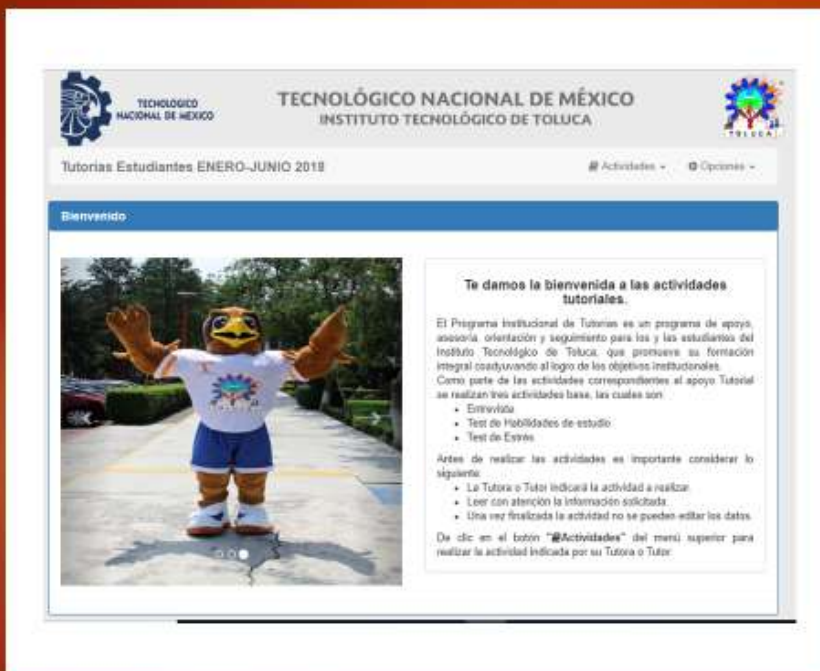 TECNOLOGICO
NACIONAL DE MEXICO
TECNOLÓGICO NACIONAL DE MÉXICO
INSTITUTO TECNOLÓGICO DE TOLUCA
TOLUCA
Tutorias Estudiantes ENERO-JUNIO 2018
Actividades
Opciones
Bienvenido
Te damos la bienvenida a las actividades
tutoriales.
El Programa Institucional de Tutorias es un programa de apoyo,
asesoría, orientación y seguimiento para los y las estudiantes del
Instituto Tecnológico de Toluca, que promueve su formación
integral coadyuvando al logro de los objetivos institucionales.
Como parte de las actividades correspondientes al apoyo Tutorial
se realizan tres actividades base, las cuales son:
• Entrevista
• Test de Habilidades de estudio
• Test de Estrés
Antes de realizar las actividades es importante considerar lo
siguiente:
• La Tutora o Tutor indicará la actividad a realizar.
• Leer con atención la información solicitada.
• Una vez finalizada la actividad no se pueden editar los datos.
De clic en el botón "Actividades" del menú superior para
realizar la actividad indicada por su Tutora o Tutor.